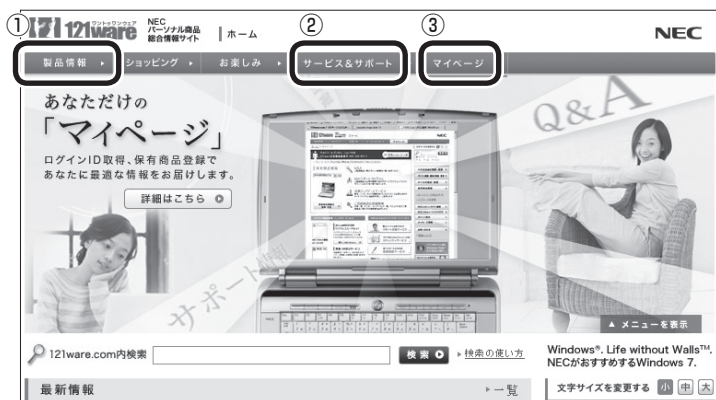 ① ② ③
121ware ワントゥワンウェア NEC パーソナル商品 総合情報サイト ホーム NEC
製品情報 ショッピング お楽しみ サービス&サポート マイページ
あなただけの
「マイページ」
ログインID取得、保有商品登録で
あなたに最適な情報をお届けします。
詳細はこちら
Q&A
サポート情報
▲ メニューを表示
121ware.com内検索 検索 検索の使い方
Windows®. Life without Walls™.
NECがおすすめするWindows 7.
最新情報 一覧
文字サイズを変更する 小 中 大